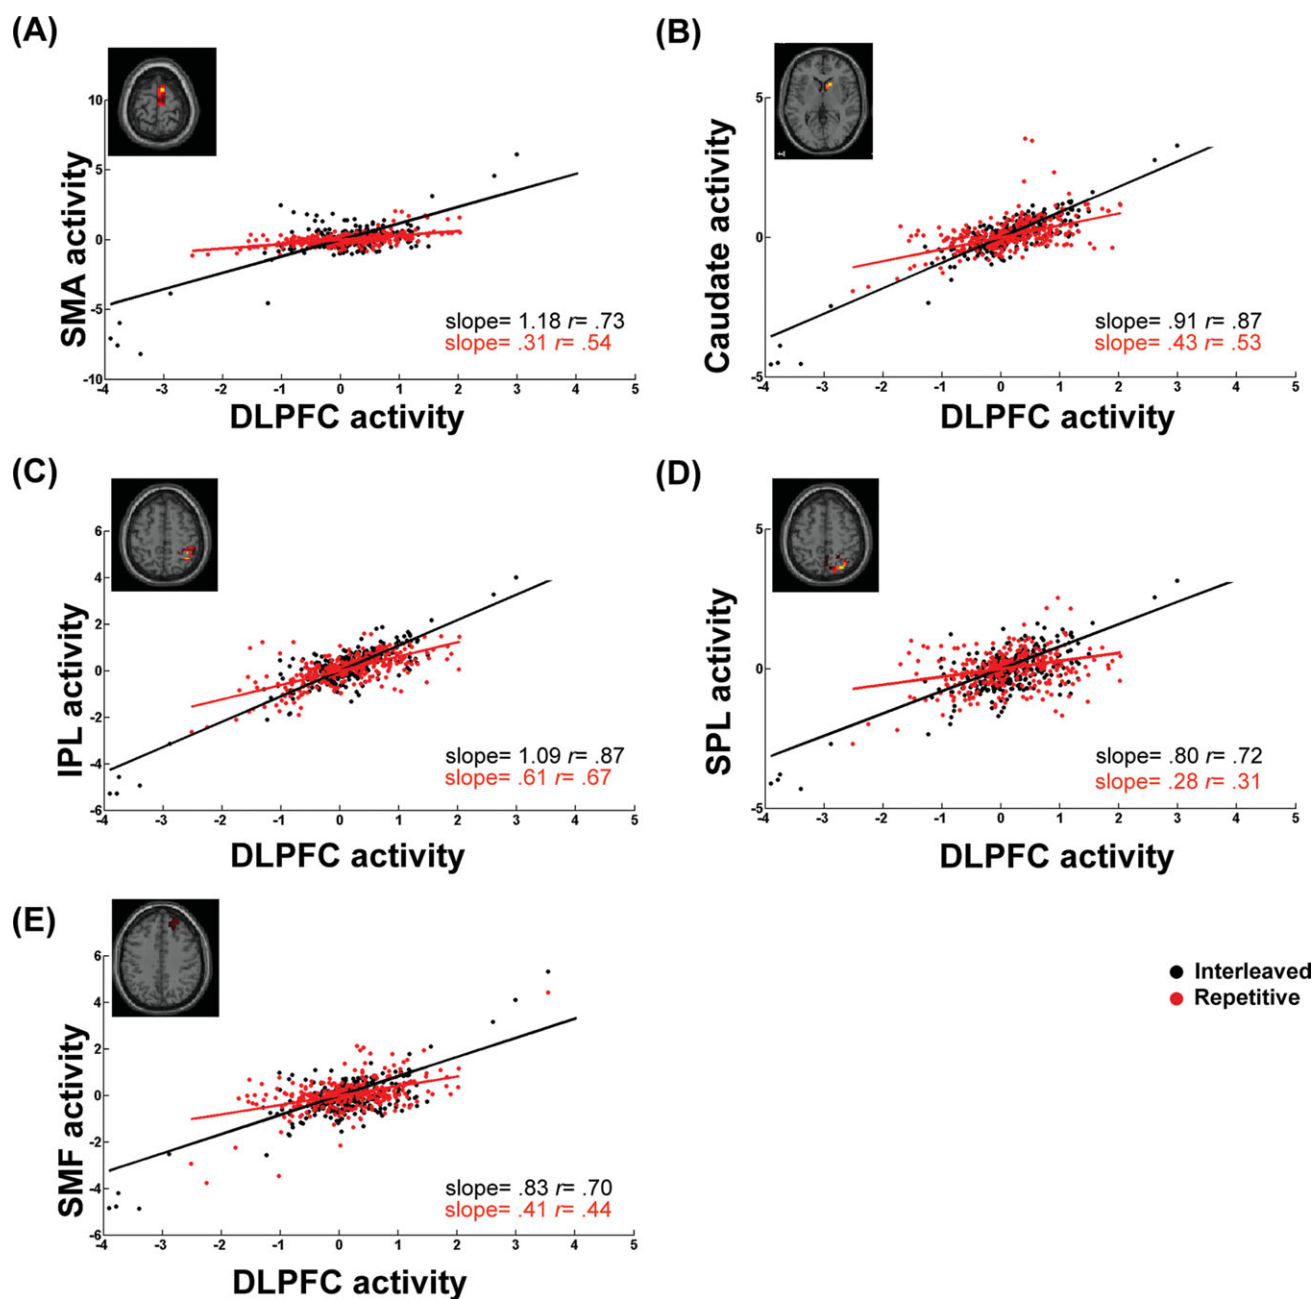 (A)
SMA activity
10
5
0
-5
-10
-4 -3 -2 -1 0 1 2 3 4 5
slope= 1.18 r= .73
slope= .31 r= .54
DLPFC activity
(B)
Caudate activity
5
0
-5
-4 -3 -2 -1 0 1 2 3 4 5
slope= .91 r= .87
slope= .43 r= .53
DLPFC activity
(C)
IPL activity
6
4
2
0
-2
-4
-6
-4 -3 -2 -1 0 1 2 3 4 5
slope= 1.09 r= .87
slope= .61 r= .67
DLPFC activity
(D)
SPL activity
5
0
-5
-4 -3 -2 -1 0 1 2 3 4 5
slope= .80 r= .72
slope= .28 r= .31
DLPFC activity
(E)
SMF activity
6
4
2
0
-2
-4
-6
-4 -3 -2 -1 0 1 2 3 4 5
slope= .83 r= .70
slope= .41 r= .44
DLPFC activity
Interleaved
Repetitive